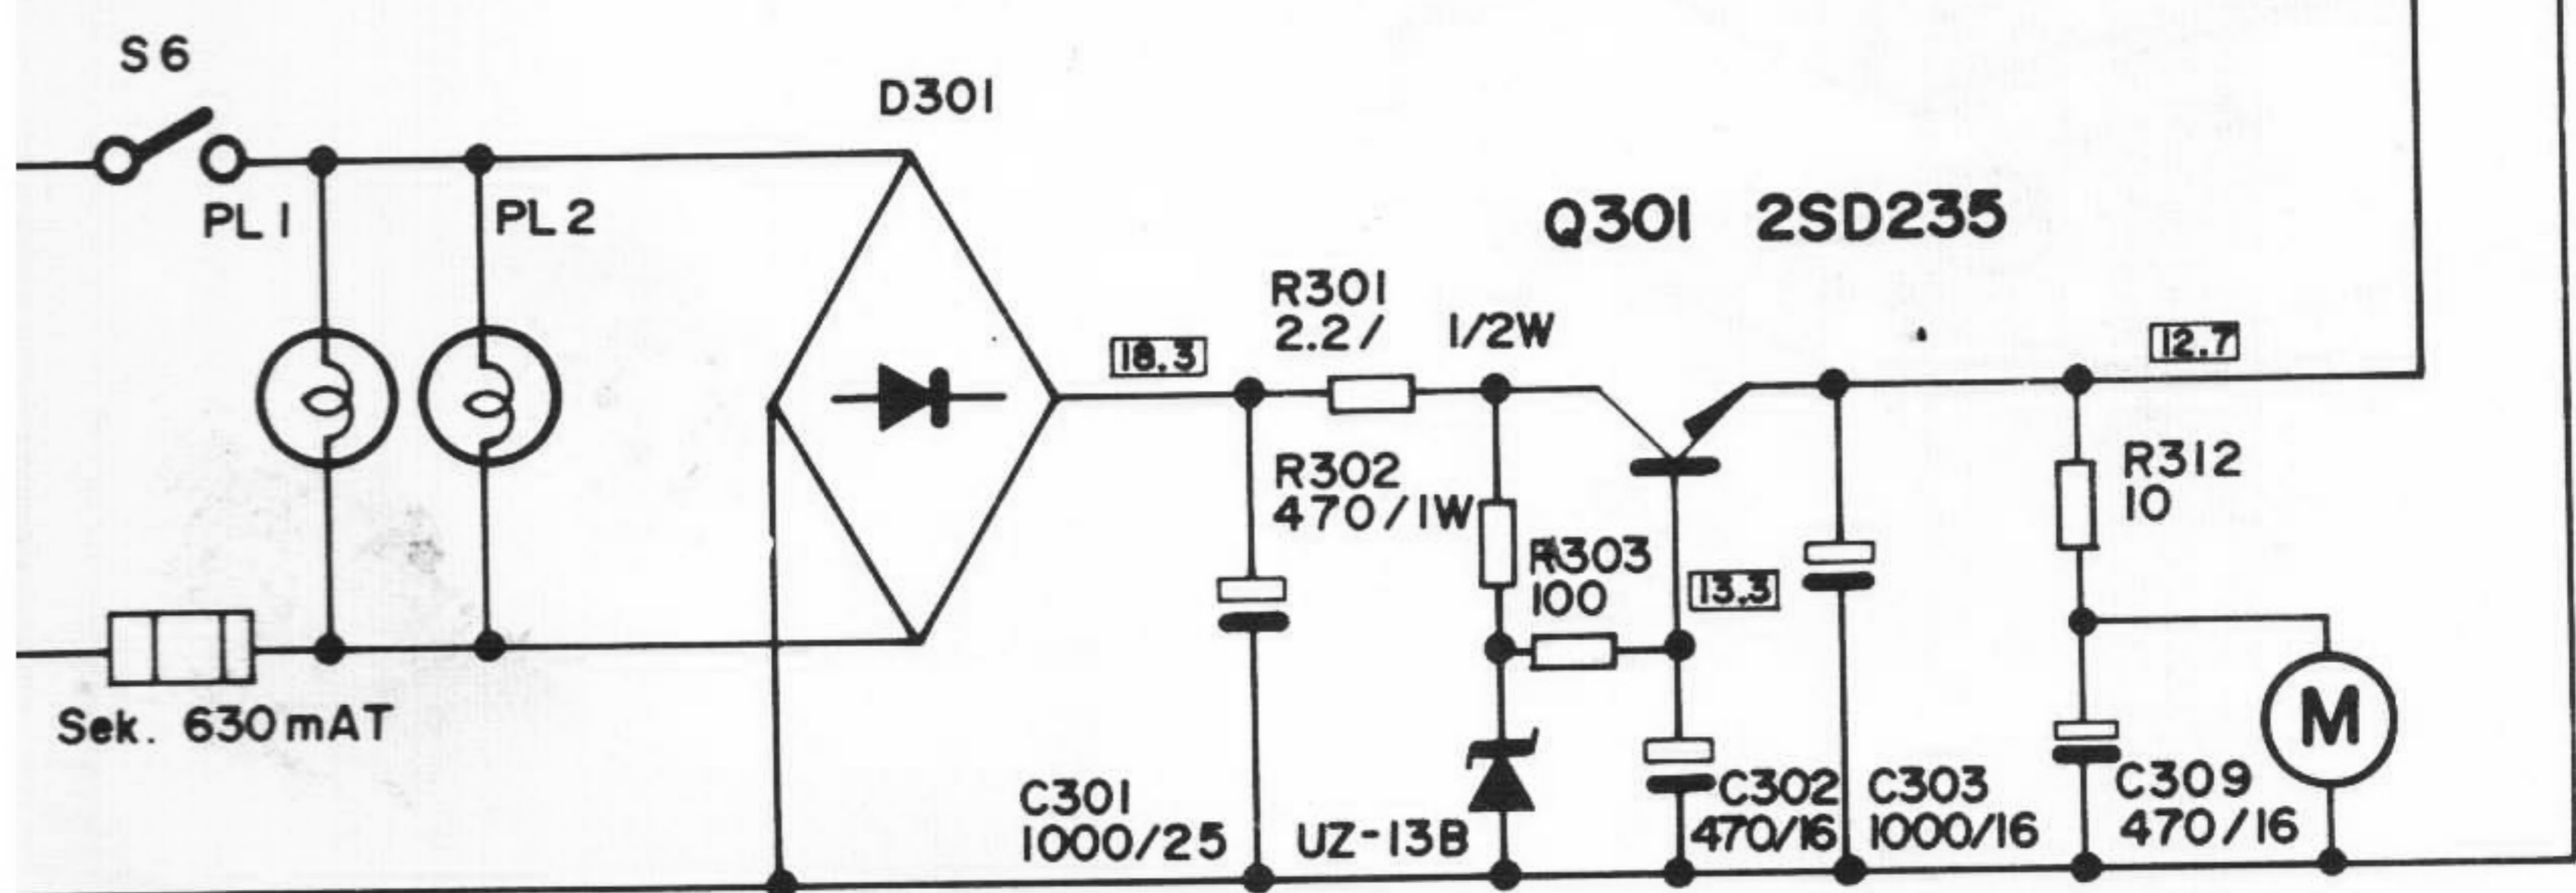 S6
D301
PL1
PL2
Q301 2SD235
R301
2.2/ 1/2W
18.3
12.7
R302
470/1W
R312
10
R303
100
13.3
Sek. 630mAT
M
C301
1000/25
UZ-13B
C302
470/16
C303
1000/16
C309
470/16